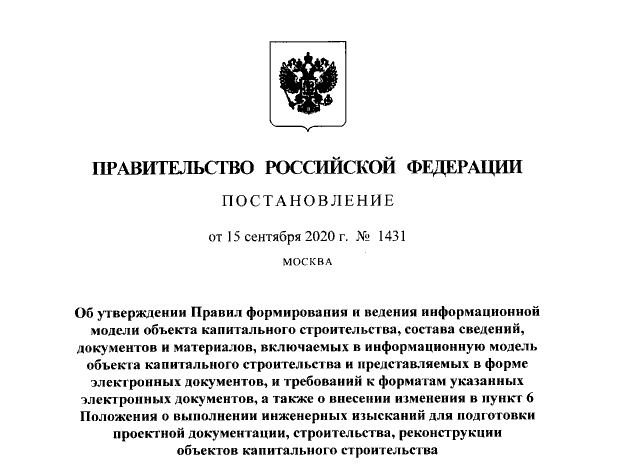 ПРАВИТЕЛЬСТВО РОССИЙСКОЙ ФЕДЕРАЦИИ
ПОСТАНОВЛЕНИЕ
от 15 сентября 2020 г. № 1431
МОСКВА
Об утверждении Правил формирования и ведения информационной
модели объекта капитального строительства, состава сведений,
документов и материалов, включаемых в информационную модель
объекта капитального строительства и представляемых в форме
электронных документов, и требований к форматам указанных
электронных документов, а также о внесении изменения в пункт 6
Положения о выполнении инженерных изысканий для подготовки
проектной документации, строительства, реконструкции
объектов капитального строительства